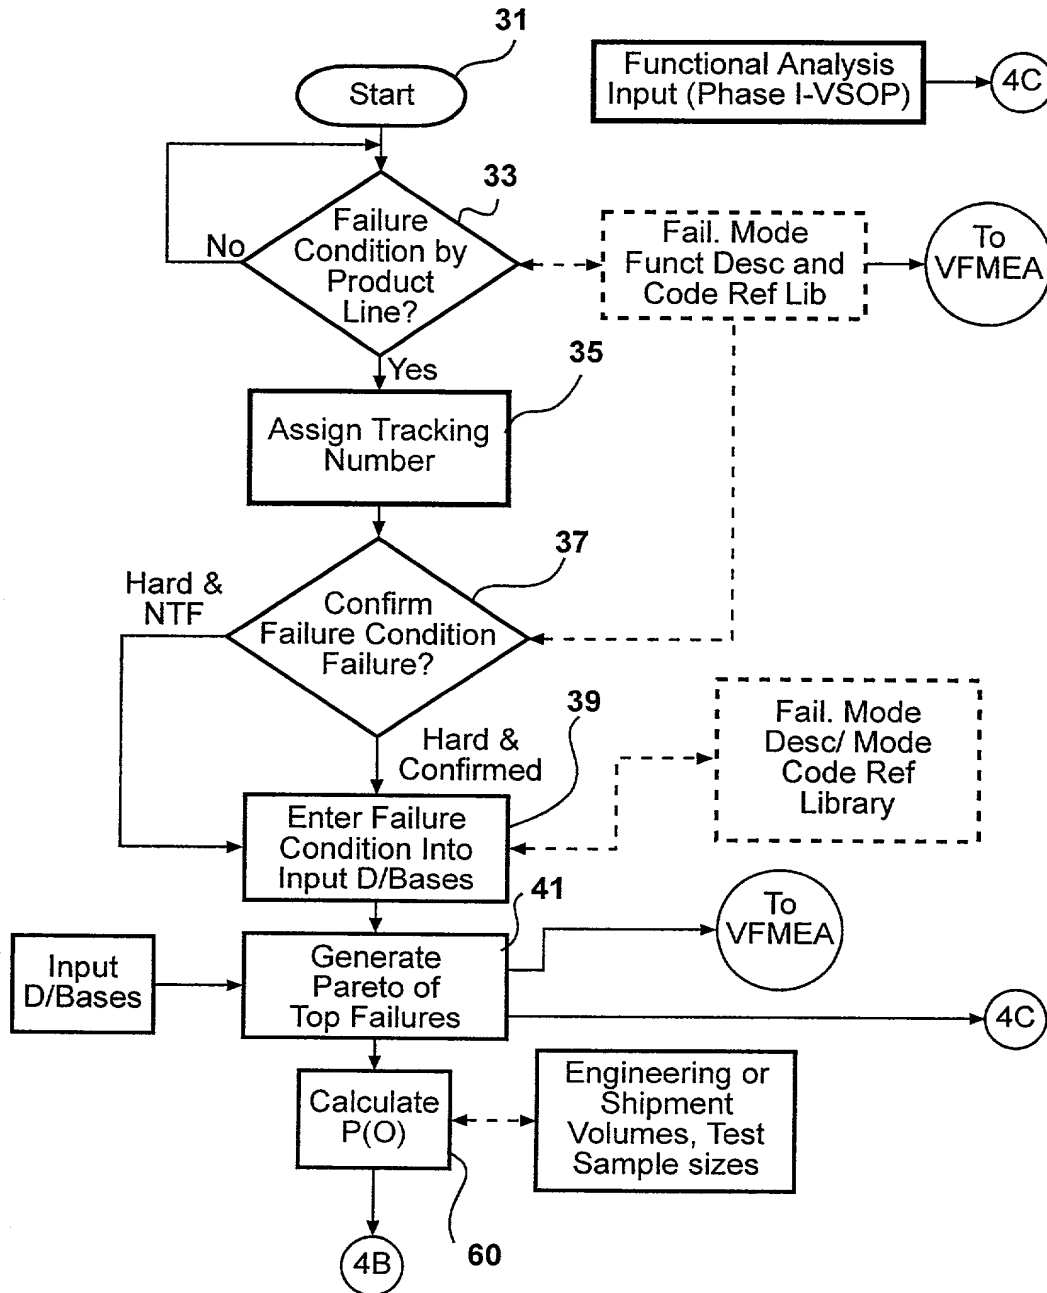 31
Start
Functional Analysis
Input (Phase I-VSOP)
4C
33
Failure
Condition by
Product
Line?
No
Fail. Mode
Funct Desc and
Code Ref Lib
To
VFMEA
Yes
35
Assign Tracking
Number
37
Hard &
NTF
Confirm
Failure Condition
Failure?
39
Hard &
Confirmed
Fail. Mode
Desc/ Mode
Code Ref
Library
Enter Failure
Condition Into
Input D/Bases
41
To
VFMEA
Input
D/Bases
Generate
Pareto of
Top Failures
4C
Calculate
P(O)
Engineering or
Shipment
Volumes, Test
Sample sizes
60
4B